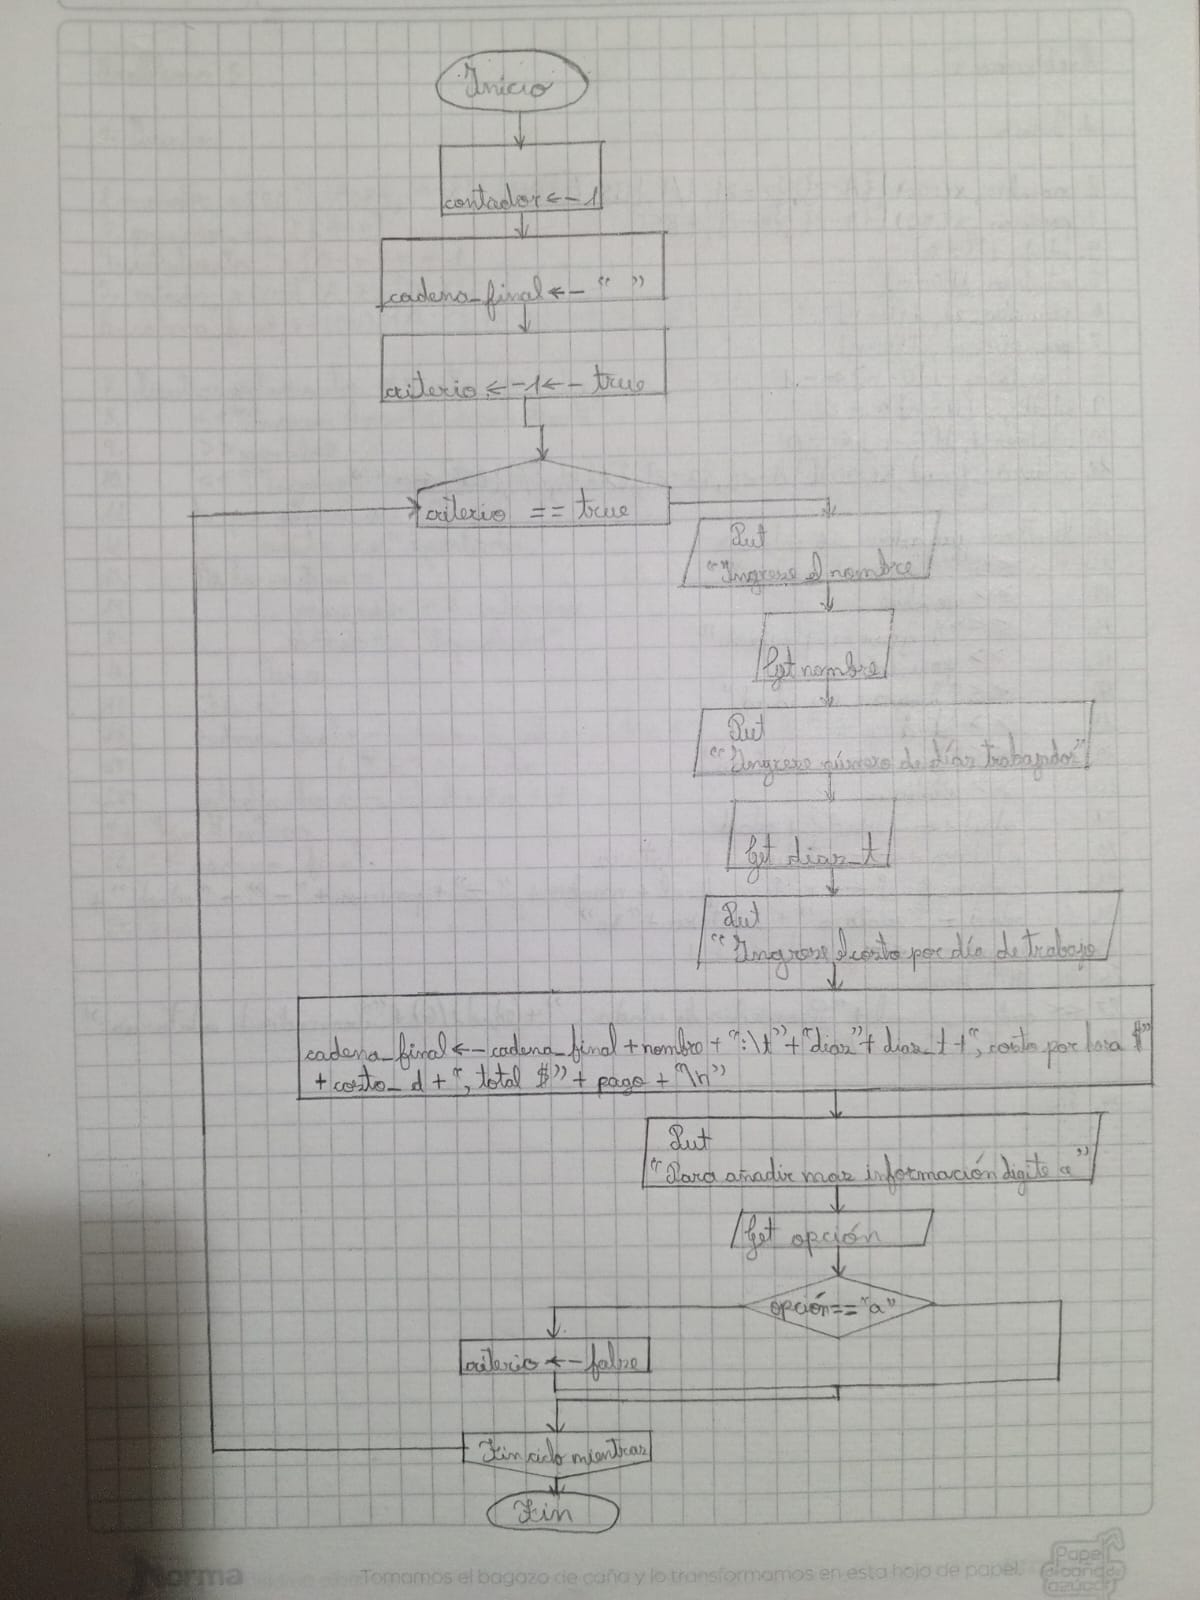 Inicio
contador ← 1
cadena_final ← “ ”
criterio ← 1 ← true
criterio == true
Put
“Ingrese el nombre
Get nombre
Put
“Ingrese número de días trabajados”
Get dias_t
Put
“Ingrese el costo por día de trabajo
cadena_final ← cadena_final + nombre + “:\t” + “dias” + dias_t + “, costo por hora $”
+ costo_d + “, total $” + pago + “\n”
Put
“Para añadir mas información digite a”
Get opción
opción == “a”
criterio ← false
Fin ciclo mientras
Fin
Norma
Tomamos el bagazo de caña y lo transformamos en esta hoja de papel.
Papel
de caña de
azúcar